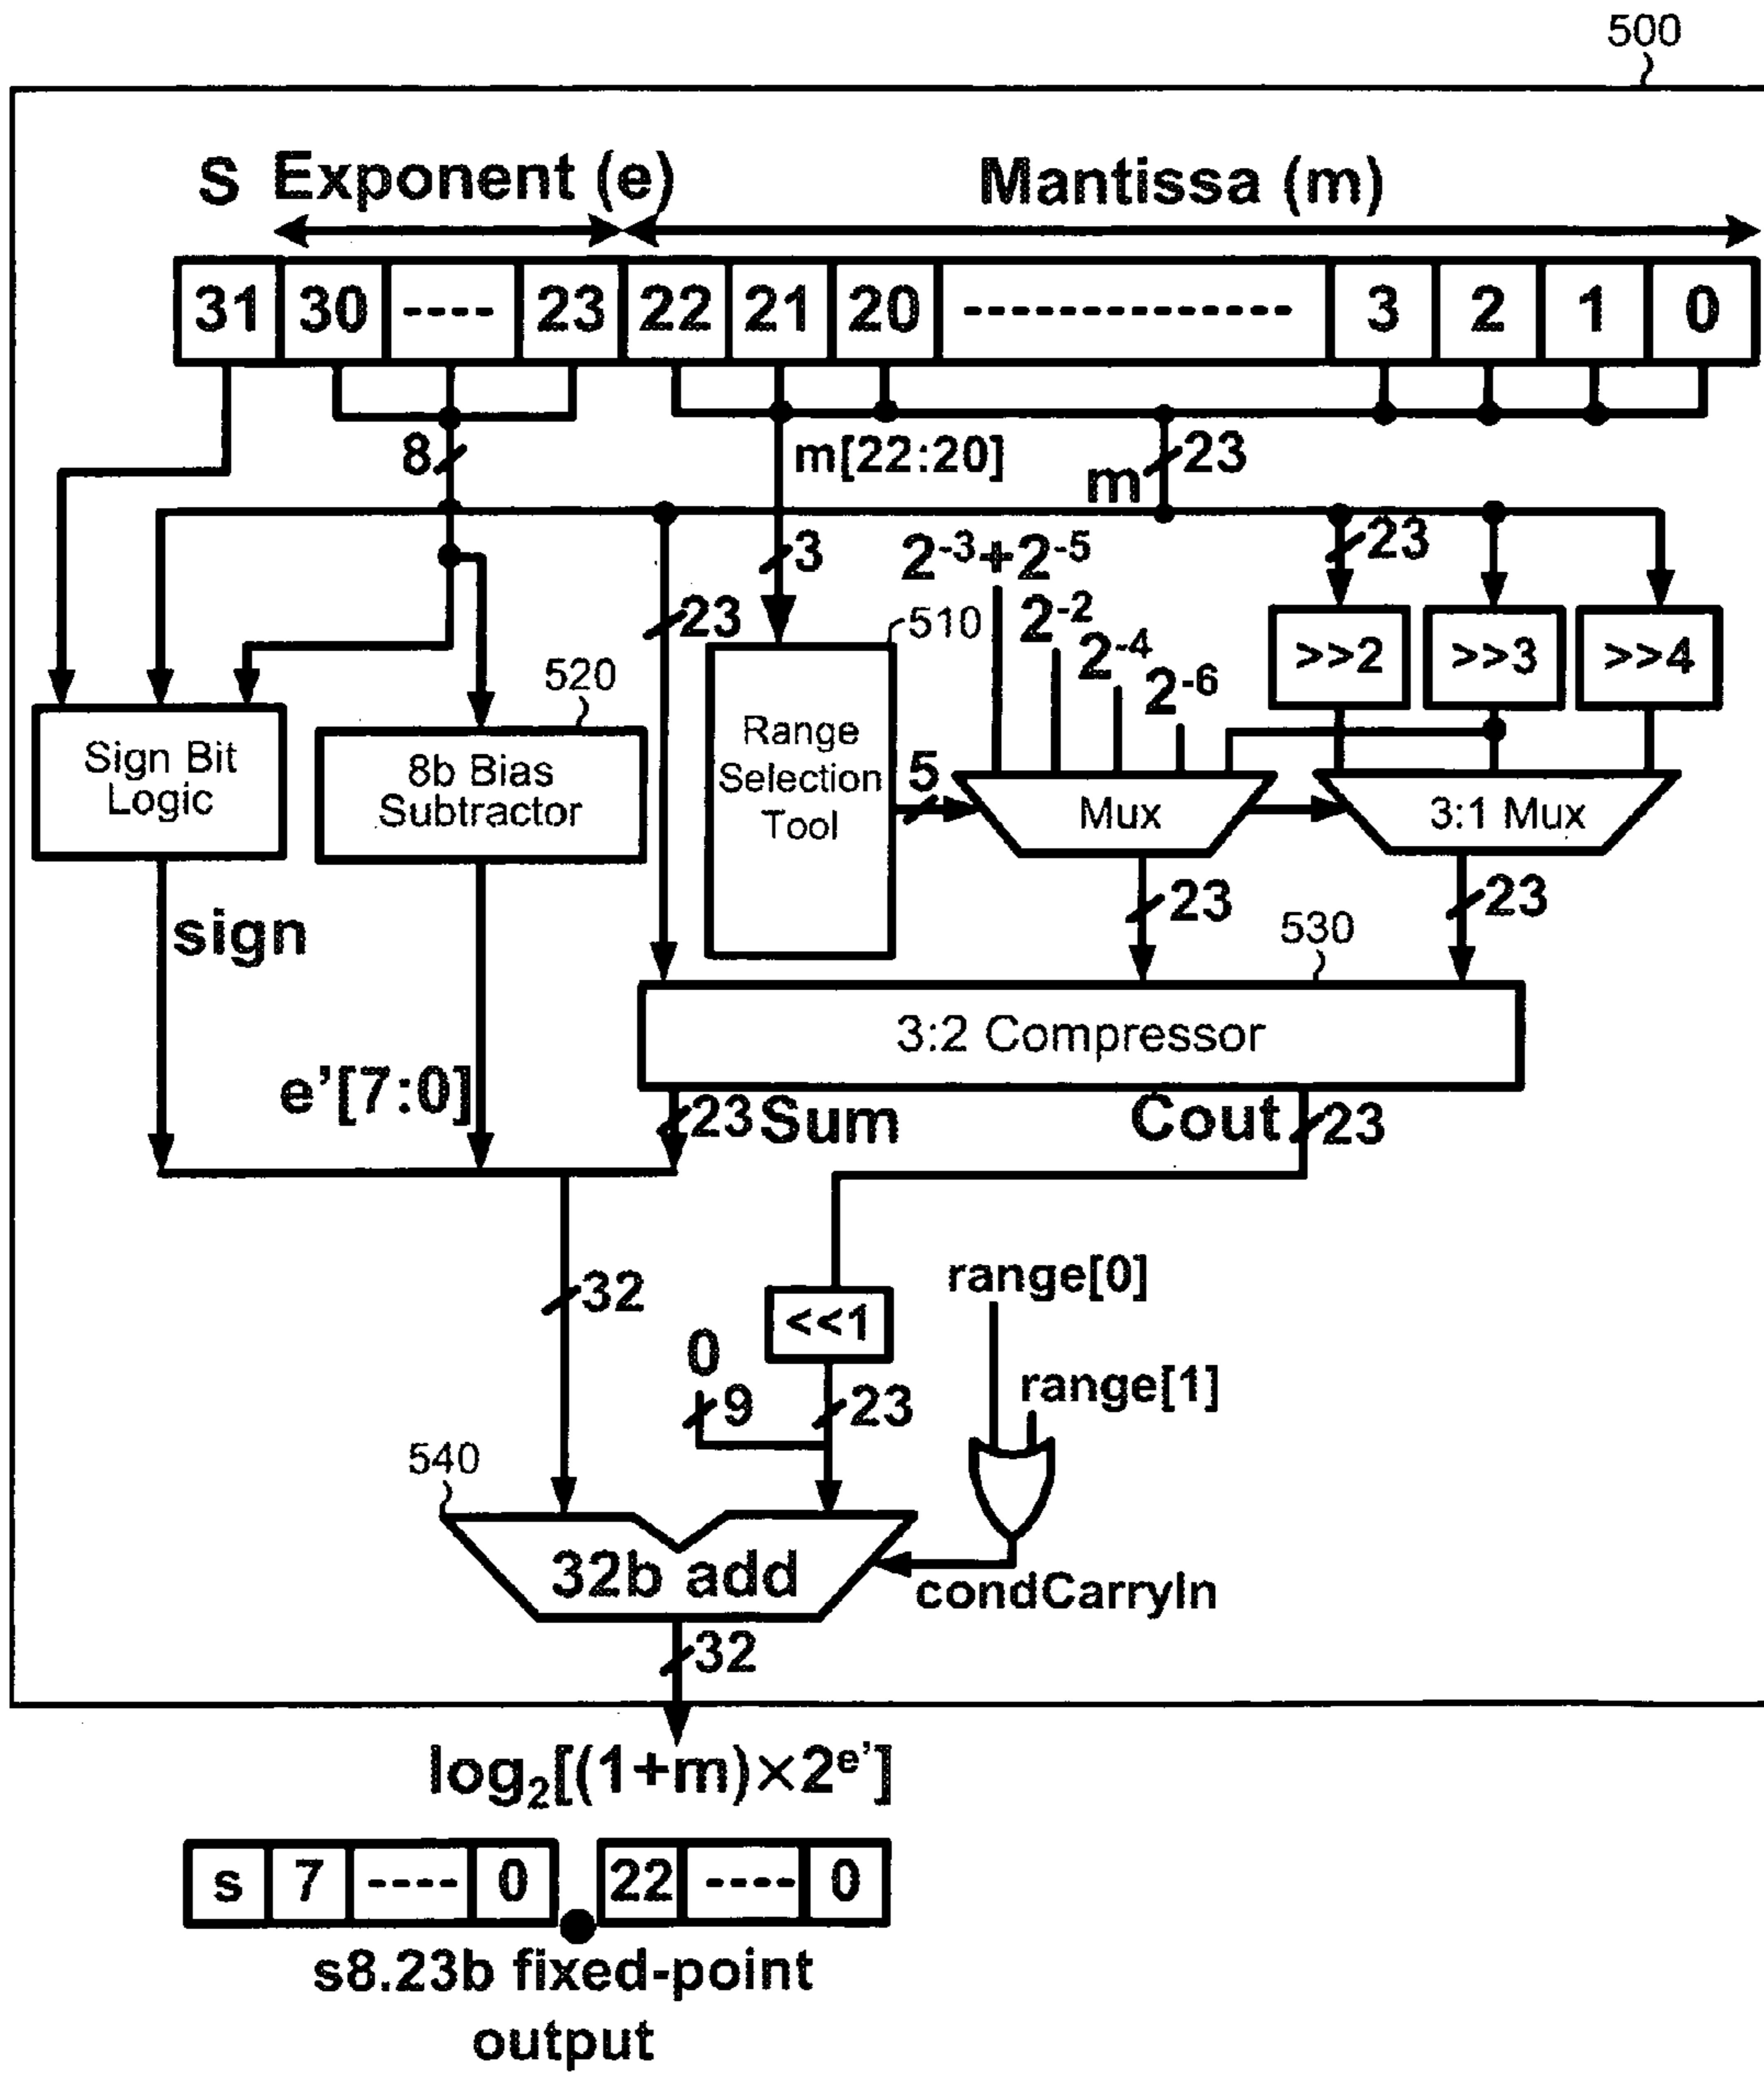 500
S Exponent (e) Mantissa (m)
31 30 ---- 23 22 21 20 -------------- 3 2 1 0
8 m[22:20] m 23
3 2^-3+2^-5 23
23 510 2^-2
>>2 >>3 >>4
2^-4
520 2^-6
Sign Bit Logic
8b Bias Subtractor
Range Selection Tool
5 Mux 3:1 Mux
23 23
sign 530
3:2 Compressor
e'[7:0] 23 Sum Cout 23
32 <<1 range[0]
0
9 23 range[1]
540
32b add condCarryIn
32
log₂[(1+m)×2^e']
s 7 ---- 0 22 ---- 0
s8.23b fixed-point
output